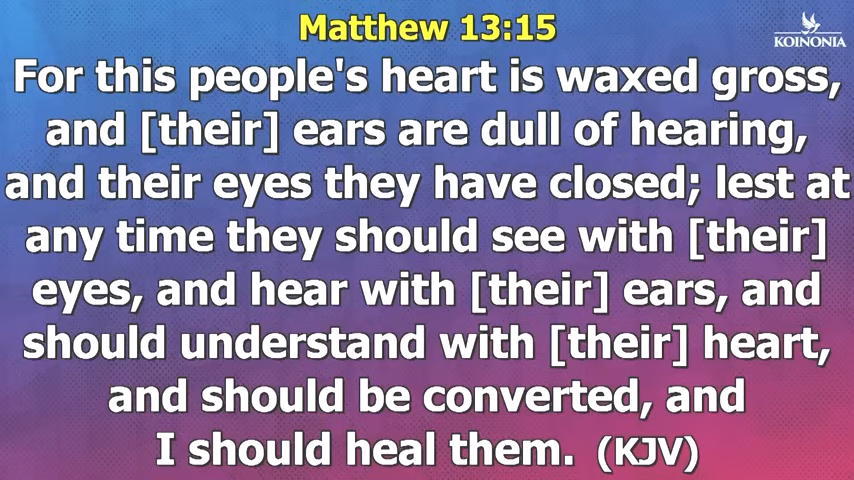 Matthew 13:15
KOINONIA
For this people's heart is waxed gross,
and [their] ears are dull of hearing,
and their eyes they have closed; lest at
any time they should see with [their]
eyes, and hear with [their] ears, and
should understand with [their] heart,
and should be converted, and
I should heal them. (KJV)